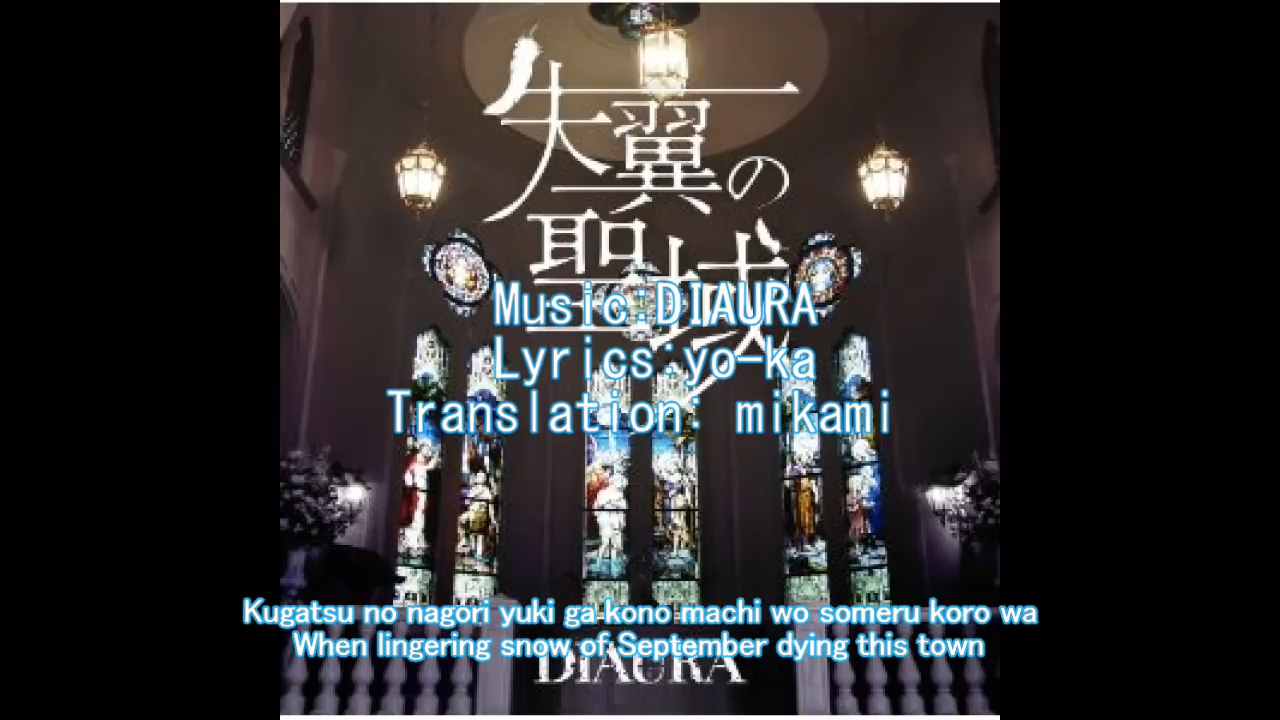 失翼の
聖域
Music:DIAURA
Lyrics:yo-ka
Translation: mikami
Kugatsu no nagori yuki ga kono machi wo someru koro wa
When lingering snow of September dying this town
DIAURA